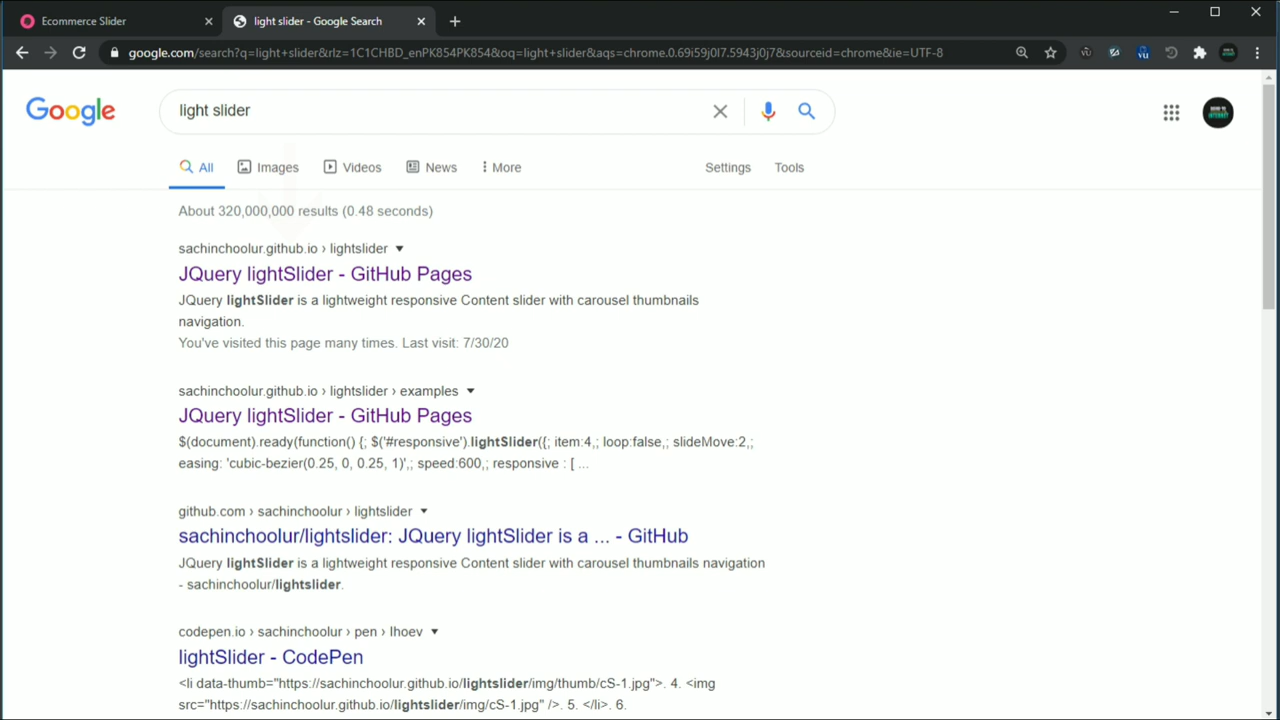 Ecommerce Slider
light slider - Google Search
google.com/search?q=light+slider&rlz=1C1CHBD_enPK854PK854&oq=light+slider&aqs=chrome.0.69i59j0l7.5943j0j7&sourceid=chrome&ie=UTF-8
Google
light slider
All Images Videos News More Settings Tools
About 320,000,000 results (0.48 seconds)
sachinchoolur.github.io › lightslider
JQuery lightSlider - GitHub Pages
JQuery lightSlider is a lightweight responsive Content slider with carousel thumbnails
navigation.
You've visited this page many times. Last visit: 7/30/20
sachinchoolur.github.io › lightslider › examples
JQuery lightSlider - GitHub Pages
$(document).ready(function() {; $('#responsive').lightSlider({; item:4,; loop:false,; slideMove:2,;
easing: 'cubic-bezier(0.25, 0, 0.25, 1)',; speed:600,; responsive : [ ...
github.com › sachinchoolur › lightslider
sachinchoolur/lightslider: JQuery lightSlider is a ... - GitHub
JQuery lightSlider is a lightweight responsive Content slider with carousel thumbnails navigation
- sachinchoolur/lightslider.
codepen.io › sachinchoolur › pen › lhoev
lightSlider - CodePen
<li data-thumb="https://sachinchoolur.github.io/lightslider/img/thumb/cS-1.jpg">. 4. <img
src="https://sachinchoolur.github.io/lightslider/img/cS-1.jpg" />. 5. </li>. 6.